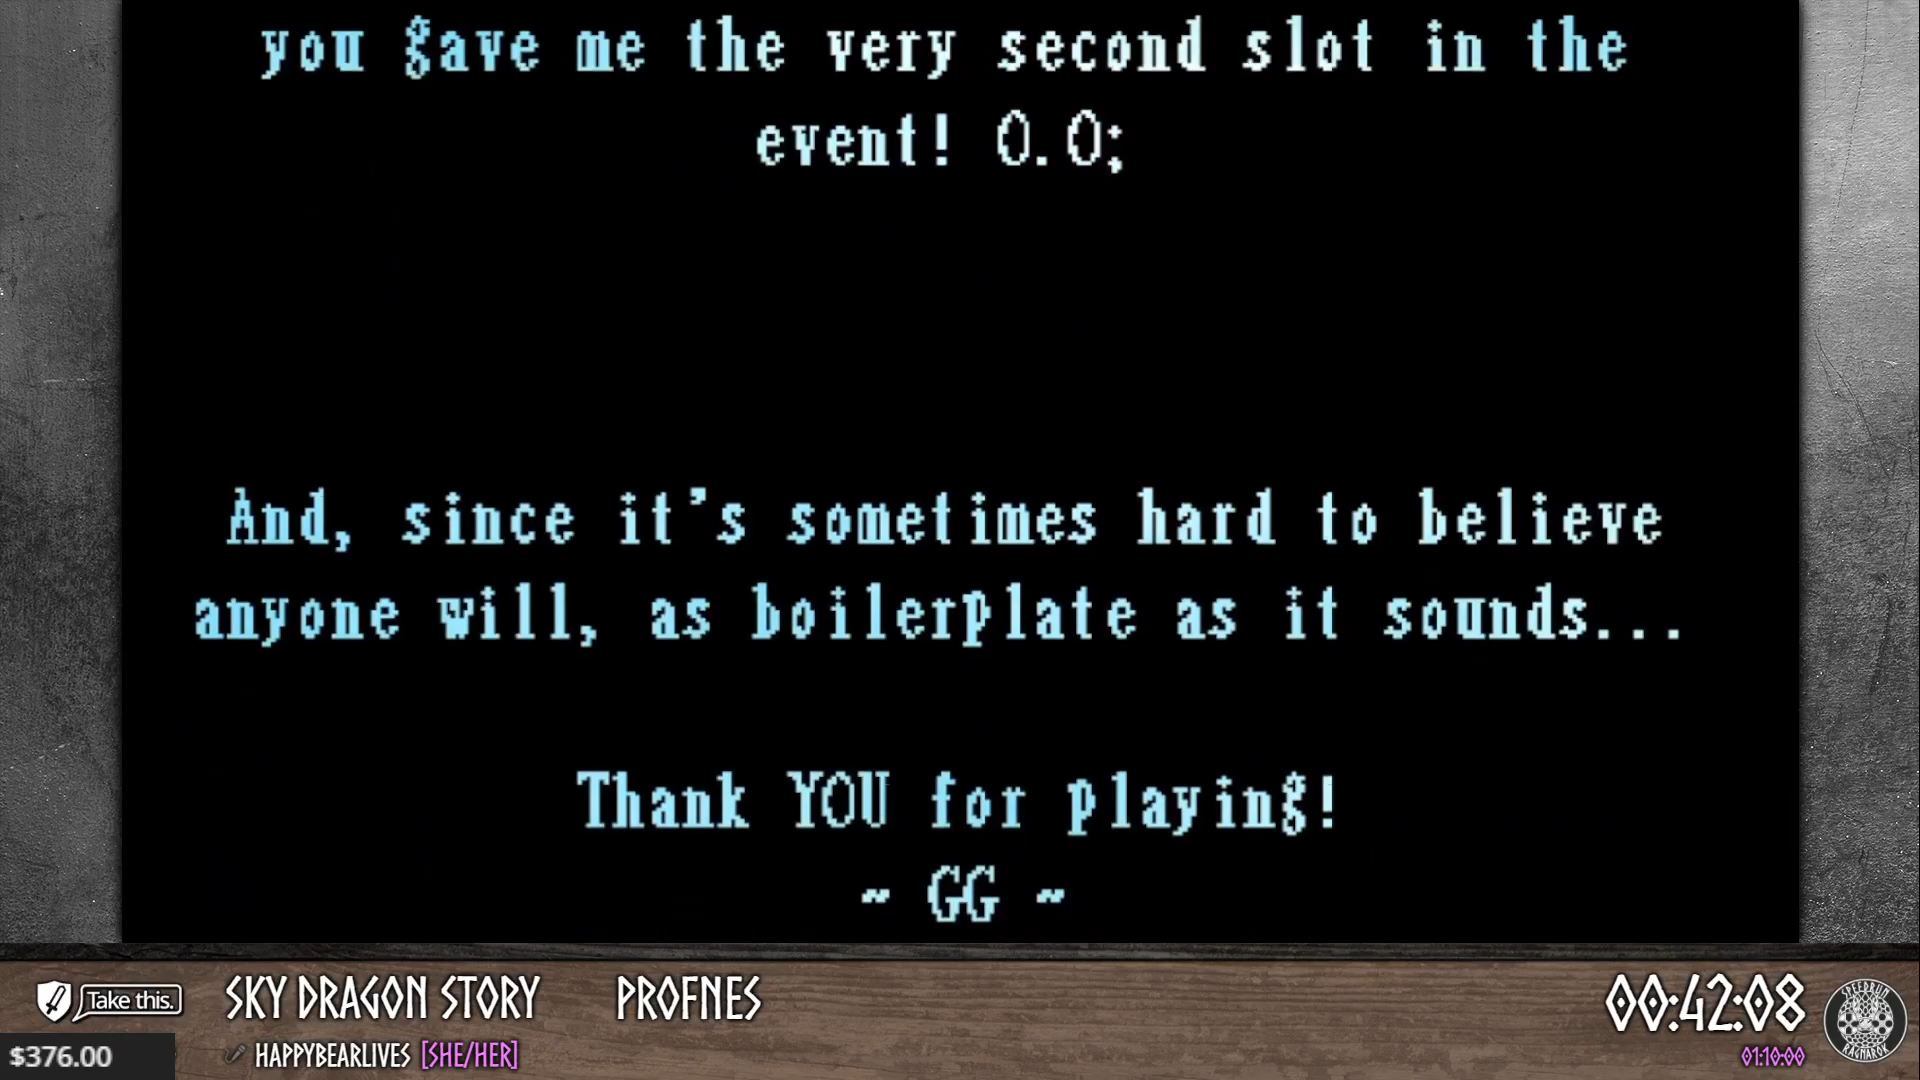 you gave me the very second slot in the
event! O.O;
And, since it's sometimes hard to believe
anyone will, as boilerplate as it sounds...
Thank YOU for playing!
~ GG ~
Take this.
SKY DRAGON STORY
PROFNES
00:42:08
SPEEDRUN
RAGNAROK
$376.00
HAPPYBEARLIVES [SHE/HER]
01:10:00